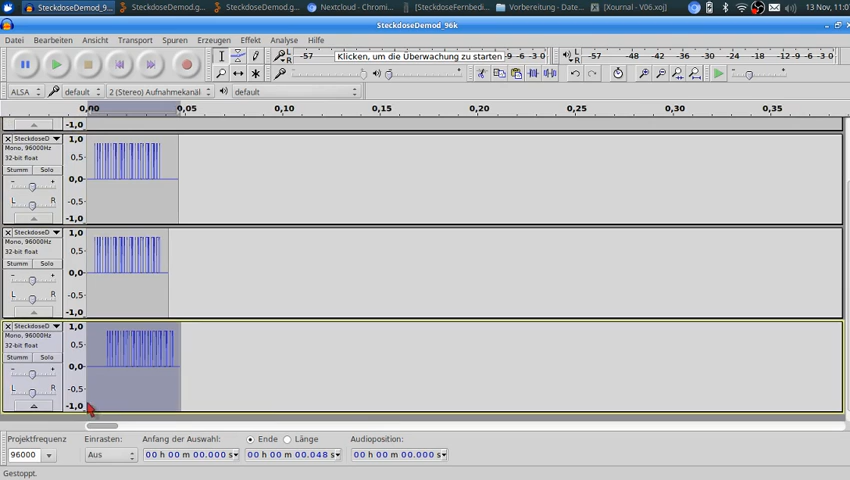 SteckdoseDemod_9...
SteckdoseDemod.g...
SteckdoseDemod.g...
Nextcloud - Chromi...
[SteckdoseFernbedi...
Vorbereitung - Date...
[Xournal - V06.xoj]
13 Nov, 11:0
SteckdoseDemod_96k
Datei Bearbeiten Ansicht Transport Spuren Erzeugen Effekt Analyse Hilfe
L R -57 Klicken, um die Überwachung zu starten
L R -57 -48 -42 -36 -30 -24 -18 -12 -9 -6 -3 0
ALSA default 2 (Stereo) Aufnahmekanäl default
0,00 0,05 0,10 0,15 0,20 0,25 0,30 0,35
-1,0
SteckdoseD 1,0
Mono, 96000Hz
32-bit float 0,5
Stumm Solo
- + 0,0
L R -0,5
-1,0
SteckdoseD 1,0
Mono, 96000Hz
32-bit float 0,5
Stumm Solo
- + 0,0
L R -0,5
-1,0
SteckdoseD 1,0
Mono, 96000Hz
32-bit float 0,5
Stumm Solo
- + 0,0
L R -0,5
-1,0
Projektfrequenz Einrasten: Anfang der Auswahl: Ende Länge Audioposition:
96000 Aus 00 h 00 m 00.000 s 00 h 00 m 00.048 s 00 h 00 m 00.000 s
Gestoppt.